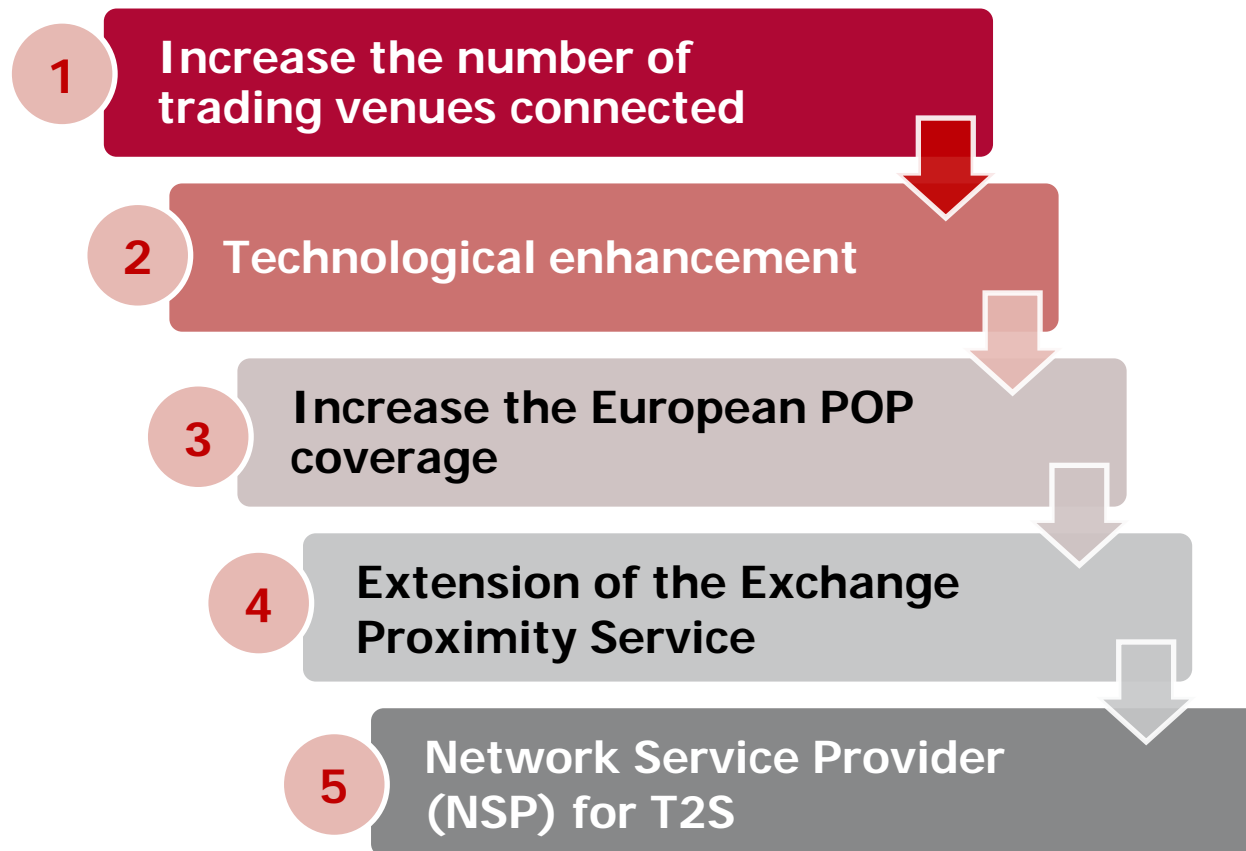 1
Increase the number of
trading venues connected
2
Technological enhancement
3
Increase the European POP
coverage
4
Extension of the Exchange
Proximity Service
5
Network Service Provider
(NSP) for T2S